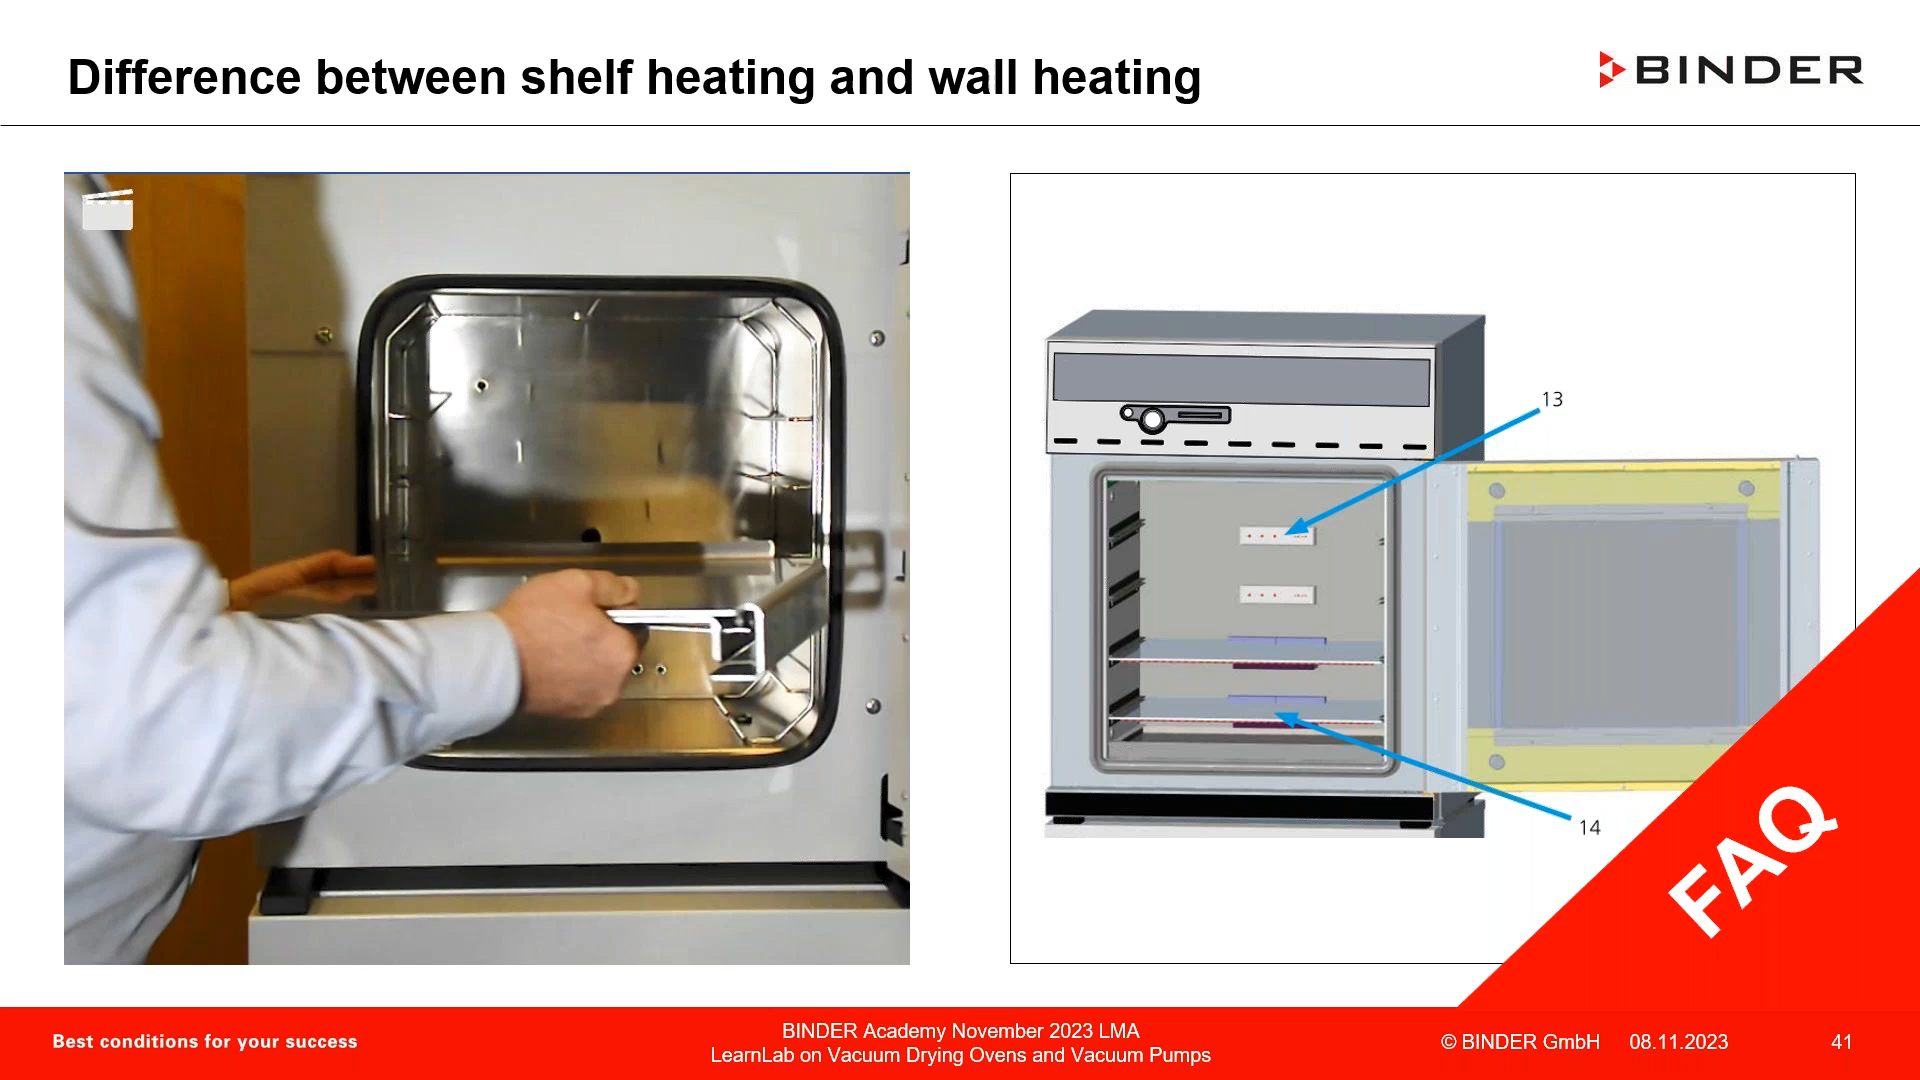 Difference between shelf heating and wall heating
BINDER
13
14
FAQ
Best conditions for your success
BINDER Academy November 2023 LMA
LearnLab on Vacuum Drying Ovens and Vacuum Pumps
© BINDER GmbH
08.11.2023
41